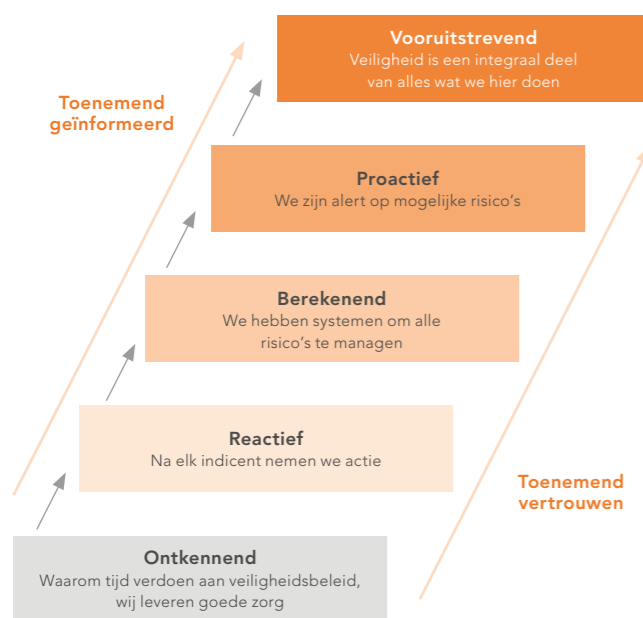 Vooruitstrevend
Veiligheid is een integraal deel
van alles wat we hier doen
Toenemend
geïnformeerd
Proactief
We zijn alert op mogelijke risico’s
Berekenend
We hebben systemen om alle
risico’s te managen
Reactief
Na elk indicent nemen we actie
Toenemend
vertrouwen
Ontkennend
Waarom tijd verdoen aan veiligheidsbeleid,
wij leveren goede zorg